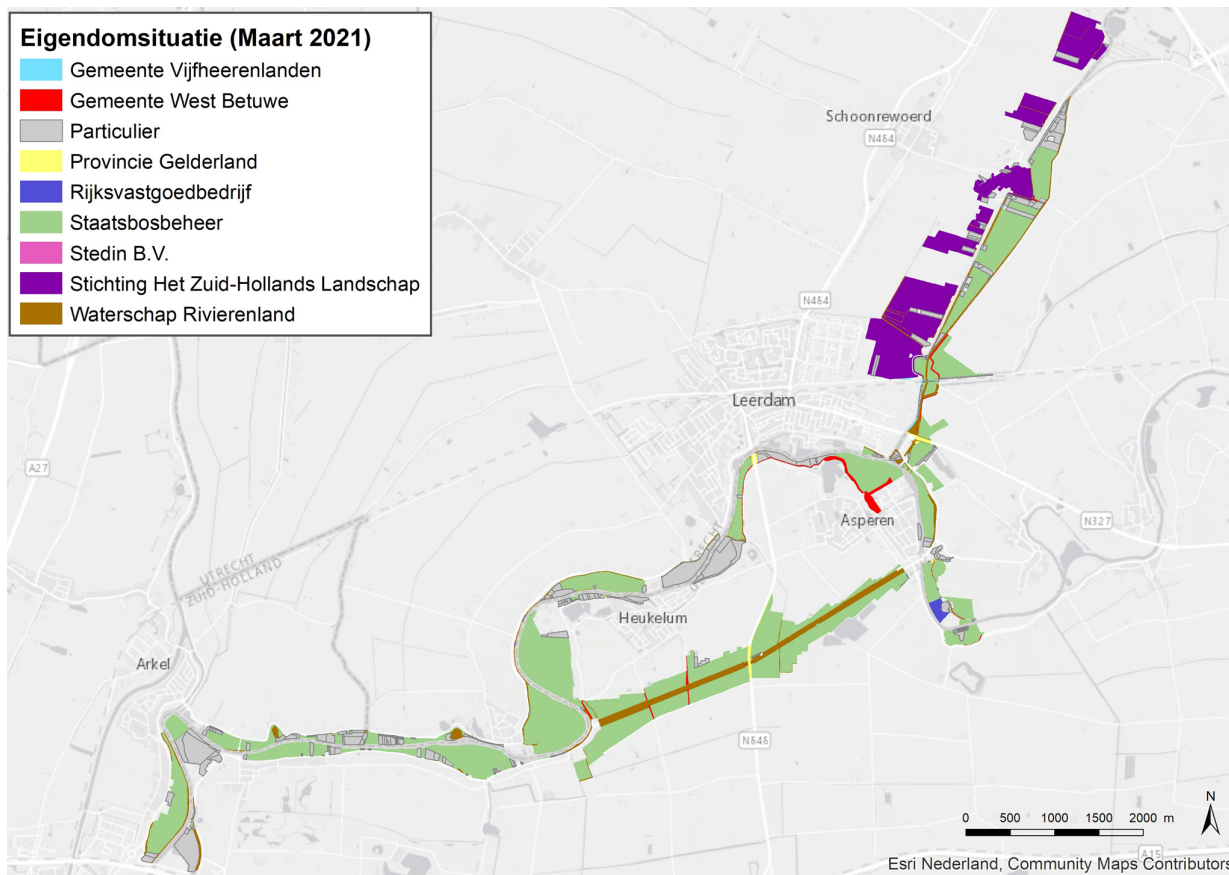 Eigendomsituatie (Maart 2021)
Gemeente Vijfheerenlanden
Gemeente West Betuwe
Particulier
Provincie Gelderland
Rijksvastgoedbedrijf
Staatsbosbeheer
Stedin B.V.
Stichting Het Zuid-Hollands Landschap
Waterschap Rivierenland
Schoonrewoerd
N484
N484
Leerdam
A27
Asperen
N327
UTRECHT
ZUID-HOLLAND
Heukelum
Arkel
N848
N
0 500 1000 1500 2000 m
A15
Esri Nederland, Community Maps Contributors